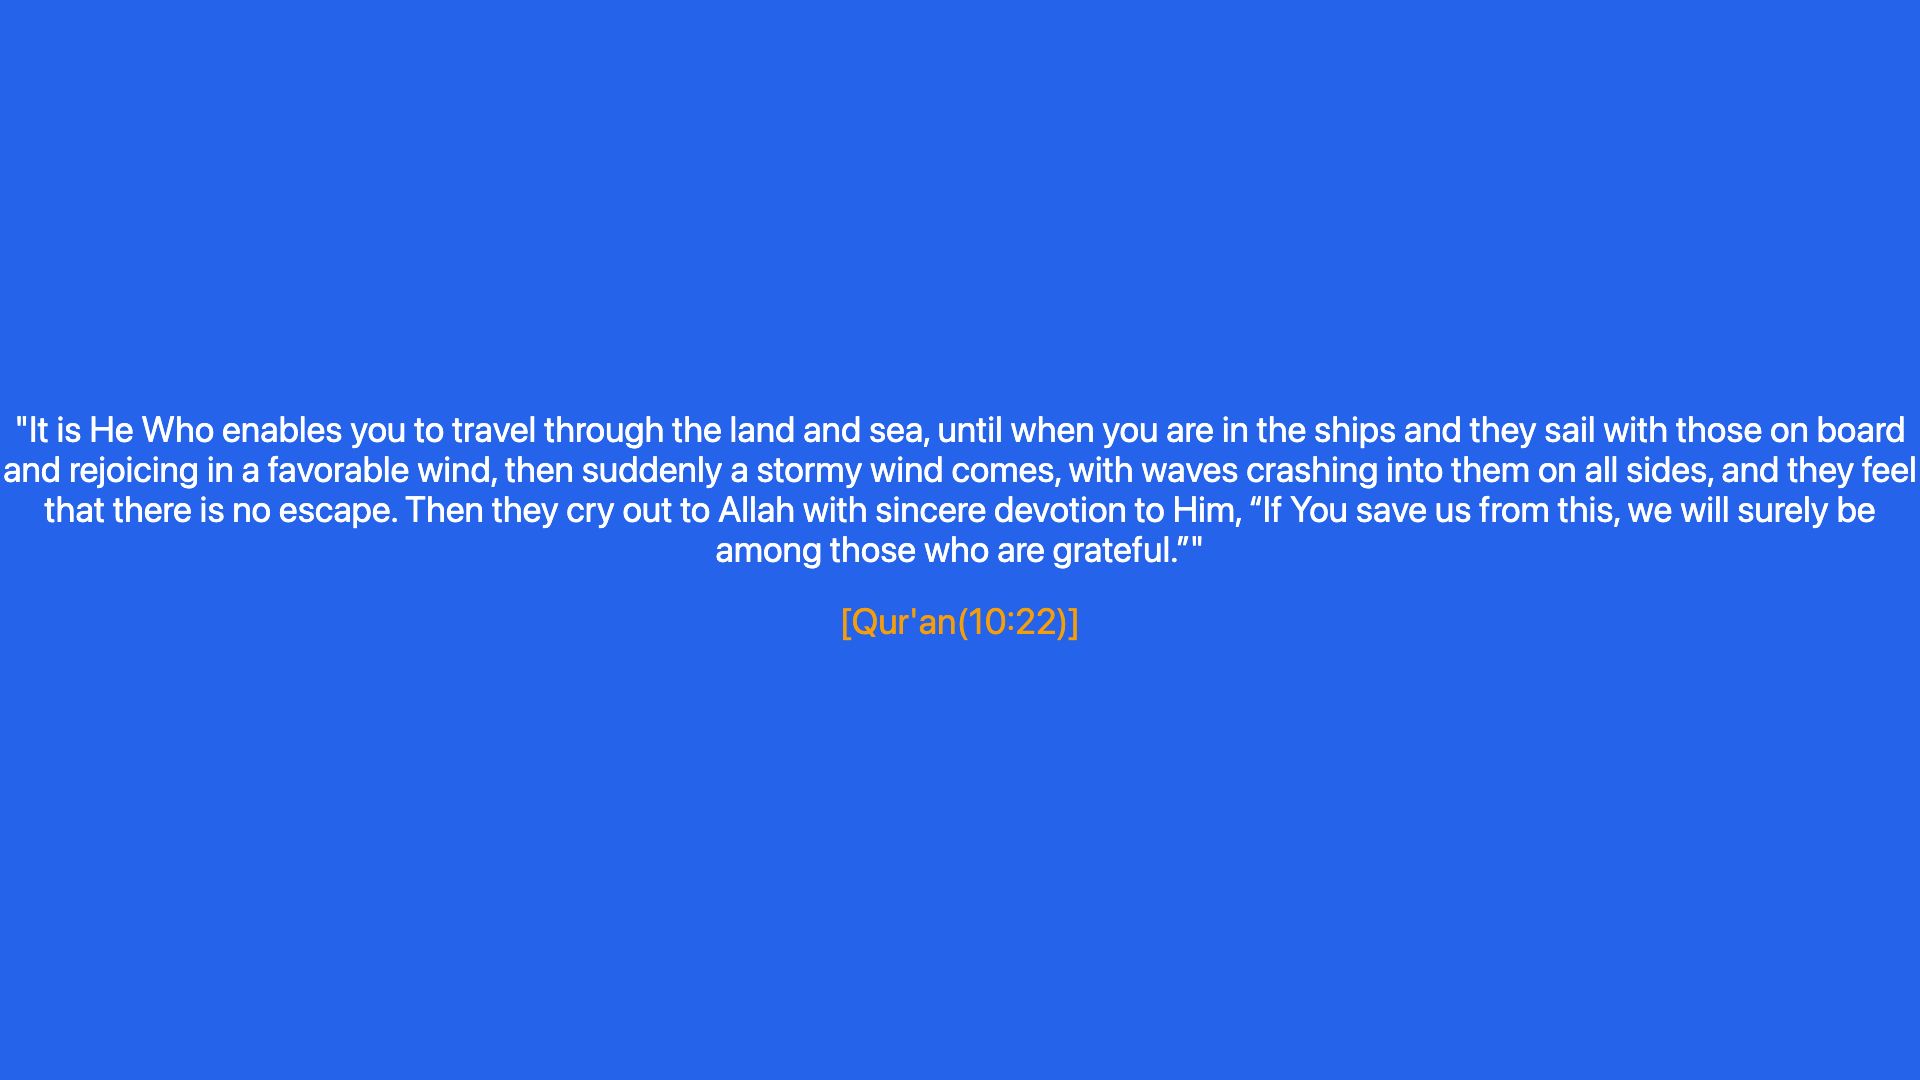 "It is He Who enables you to travel through the land and sea, until when you are in the ships and they sail with those on board
and rejoicing in a favorable wind, then suddenly a stormy wind comes, with waves crashing into them on all sides, and they feel
that there is no escape. Then they cry out to Allah with sincere devotion to Him, “If You save us from this, we will surely be
among those who are grateful.”"
[Qur'an(10:22)]